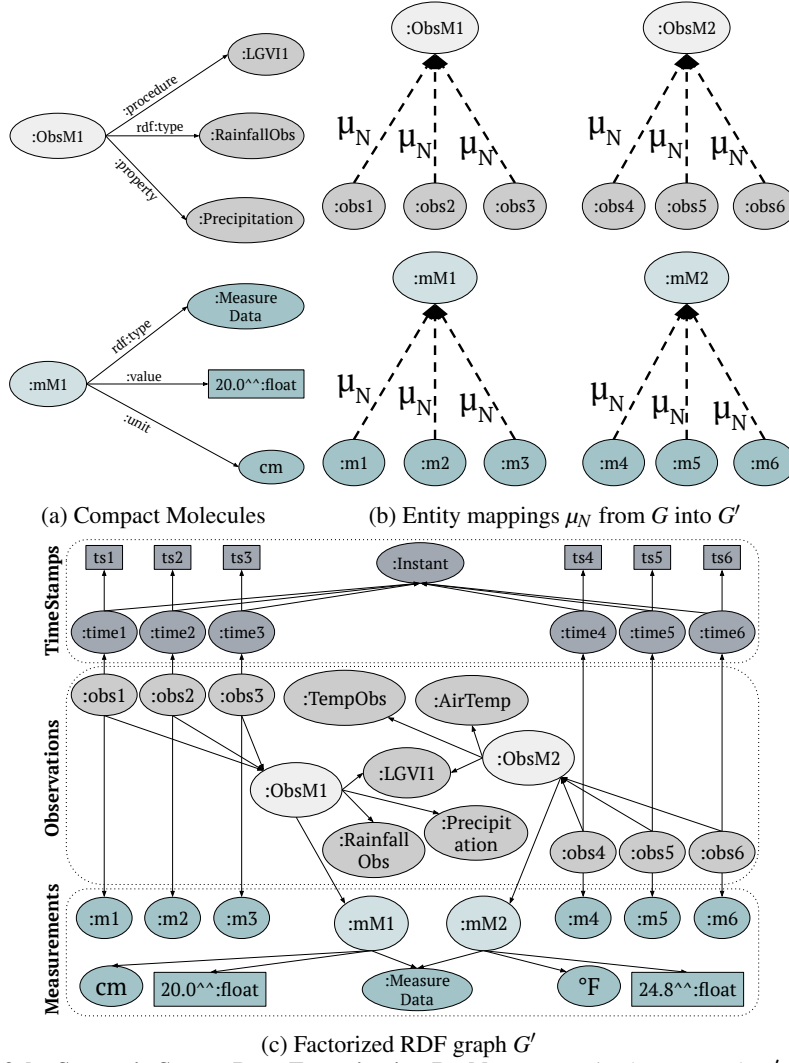 :ObsM1
:procedure
:LGVI1
rdf:type
:RainfallObs
:property
:Precipitation
:mM1
rdf:type
:Measure
Data
:value
20.0^^:float
:unit
cm
(a) Compact Molecules
:ObsM1
μN
μN
μN
:obs1
:obs2
:obs3
:ObsM2
μN
μN
μN
:obs4
:obs5
:obs6
:mM1
μN
μN
μN
:m1
:m2
:m3
:mM2
μN
μN
μN
:m4
:m5
:m6
(b) Entity mappings μN from G into G′
TimeStamps
ts1
ts2
ts3
:Instant
ts4
ts5
ts6
:time1
:time2
:time3
:time4
:time5
:time6
Observations
:obs1
:obs2
:obs3
:TempObs
:AirTemp
:ObsM1
:LGVI1
:ObsM2
:Rainfall
Obs
:Precipit
ation
:obs4
:obs5
:obs6
Measurements
:m1
:m2
:m3
:mM1
:mM2
:m4
:m5
:m6
cm
20.0^^:float
:Measure
Data
°F
24.8^^:float
(c) Factorized RDF graph G′